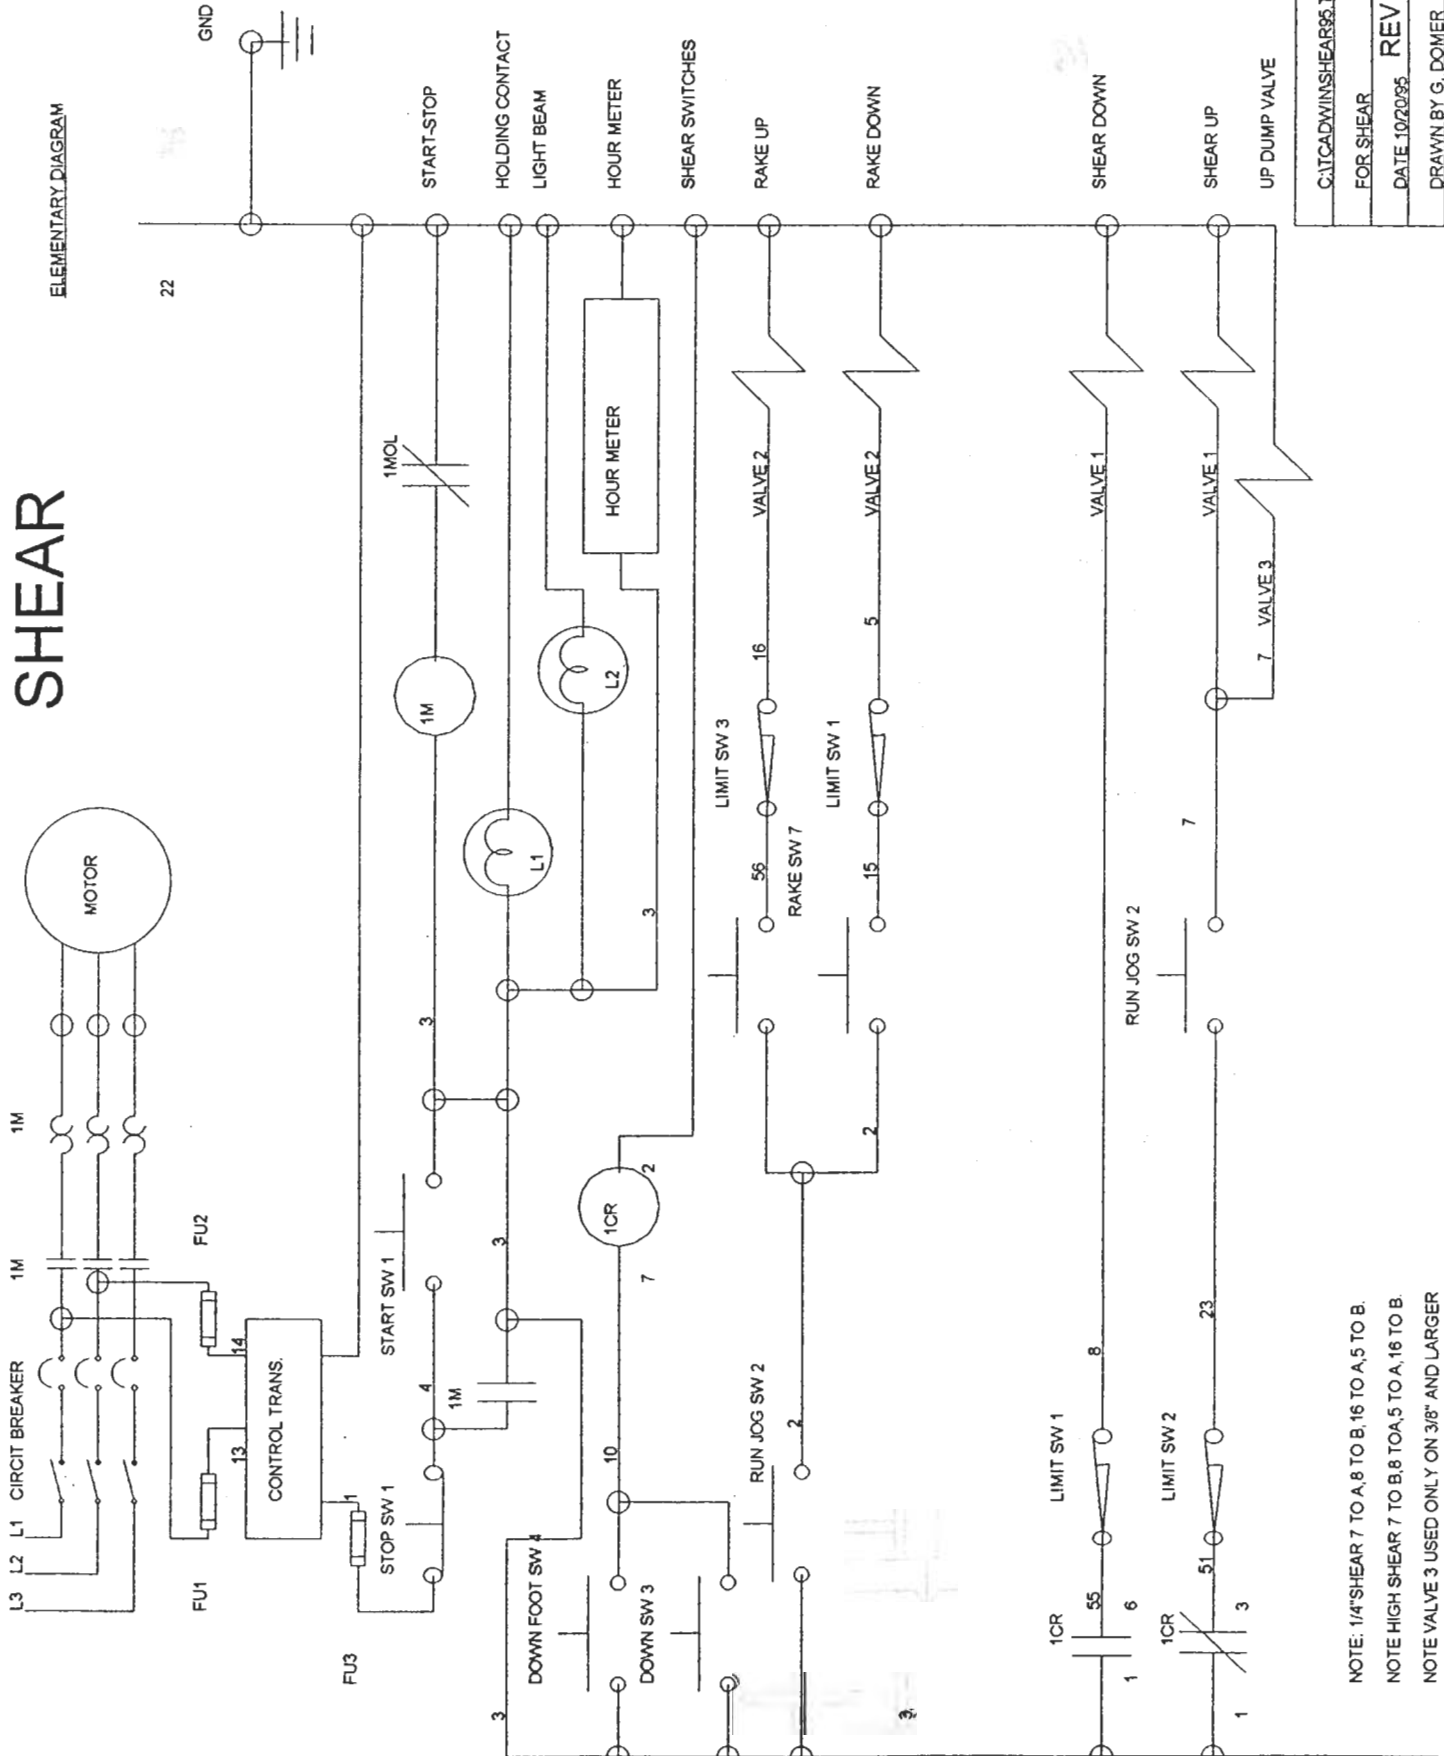 SHEAR
ELEMENTARY DIAGRAM
L1 CIRCIT BREAKER
L2
L3
1M
1M
MOTOR
22
GND
FU1
FU2
13
14
CONTROL TRANS.
1
FU3
STOP SW 1
4
START SW 1
3
1M
1MOL
START-STOP
1M
3
L1
HOLDING CONTACT
L2
LIGHT BEAM
3
HOUR METER
HOUR METER
3
DOWN FOOT SW 4
10
7
1CR
2
SHEAR SWITCHES
DOWN SW 3
RUN JOG SW 2
2
56
LIMIT SW 3
16
VALVE 2
RAKE UP
RAKE SW 7
2
15
LIMIT SW 1
5
VALVE 2
RAKE DOWN
3
1CR
1
6
55
LIMIT SW 1
8
VALVE 1
SHEAR DOWN
1CR
1
3
51
LIMIT SW 2
23
RUN JOG SW 2
7
VALVE 1
SHEAR UP
7
VALVE 3
UP DUMP VALVE
NOTE: 1/4"SHEAR 7 TO A,8 TO B,16 TO A,5 TO B.
NOTE HIGH SHEAR 7 TO B,8 TOA,5 TO A,16 TO B.
NOTE VALVE 3 USED ONLY ON 3/8" AND LARGER
C:\TCADWIN\SHEAR95.
FOR SHEAR
DATE 10/20/95 REV
DRAWN BY G. DOMER